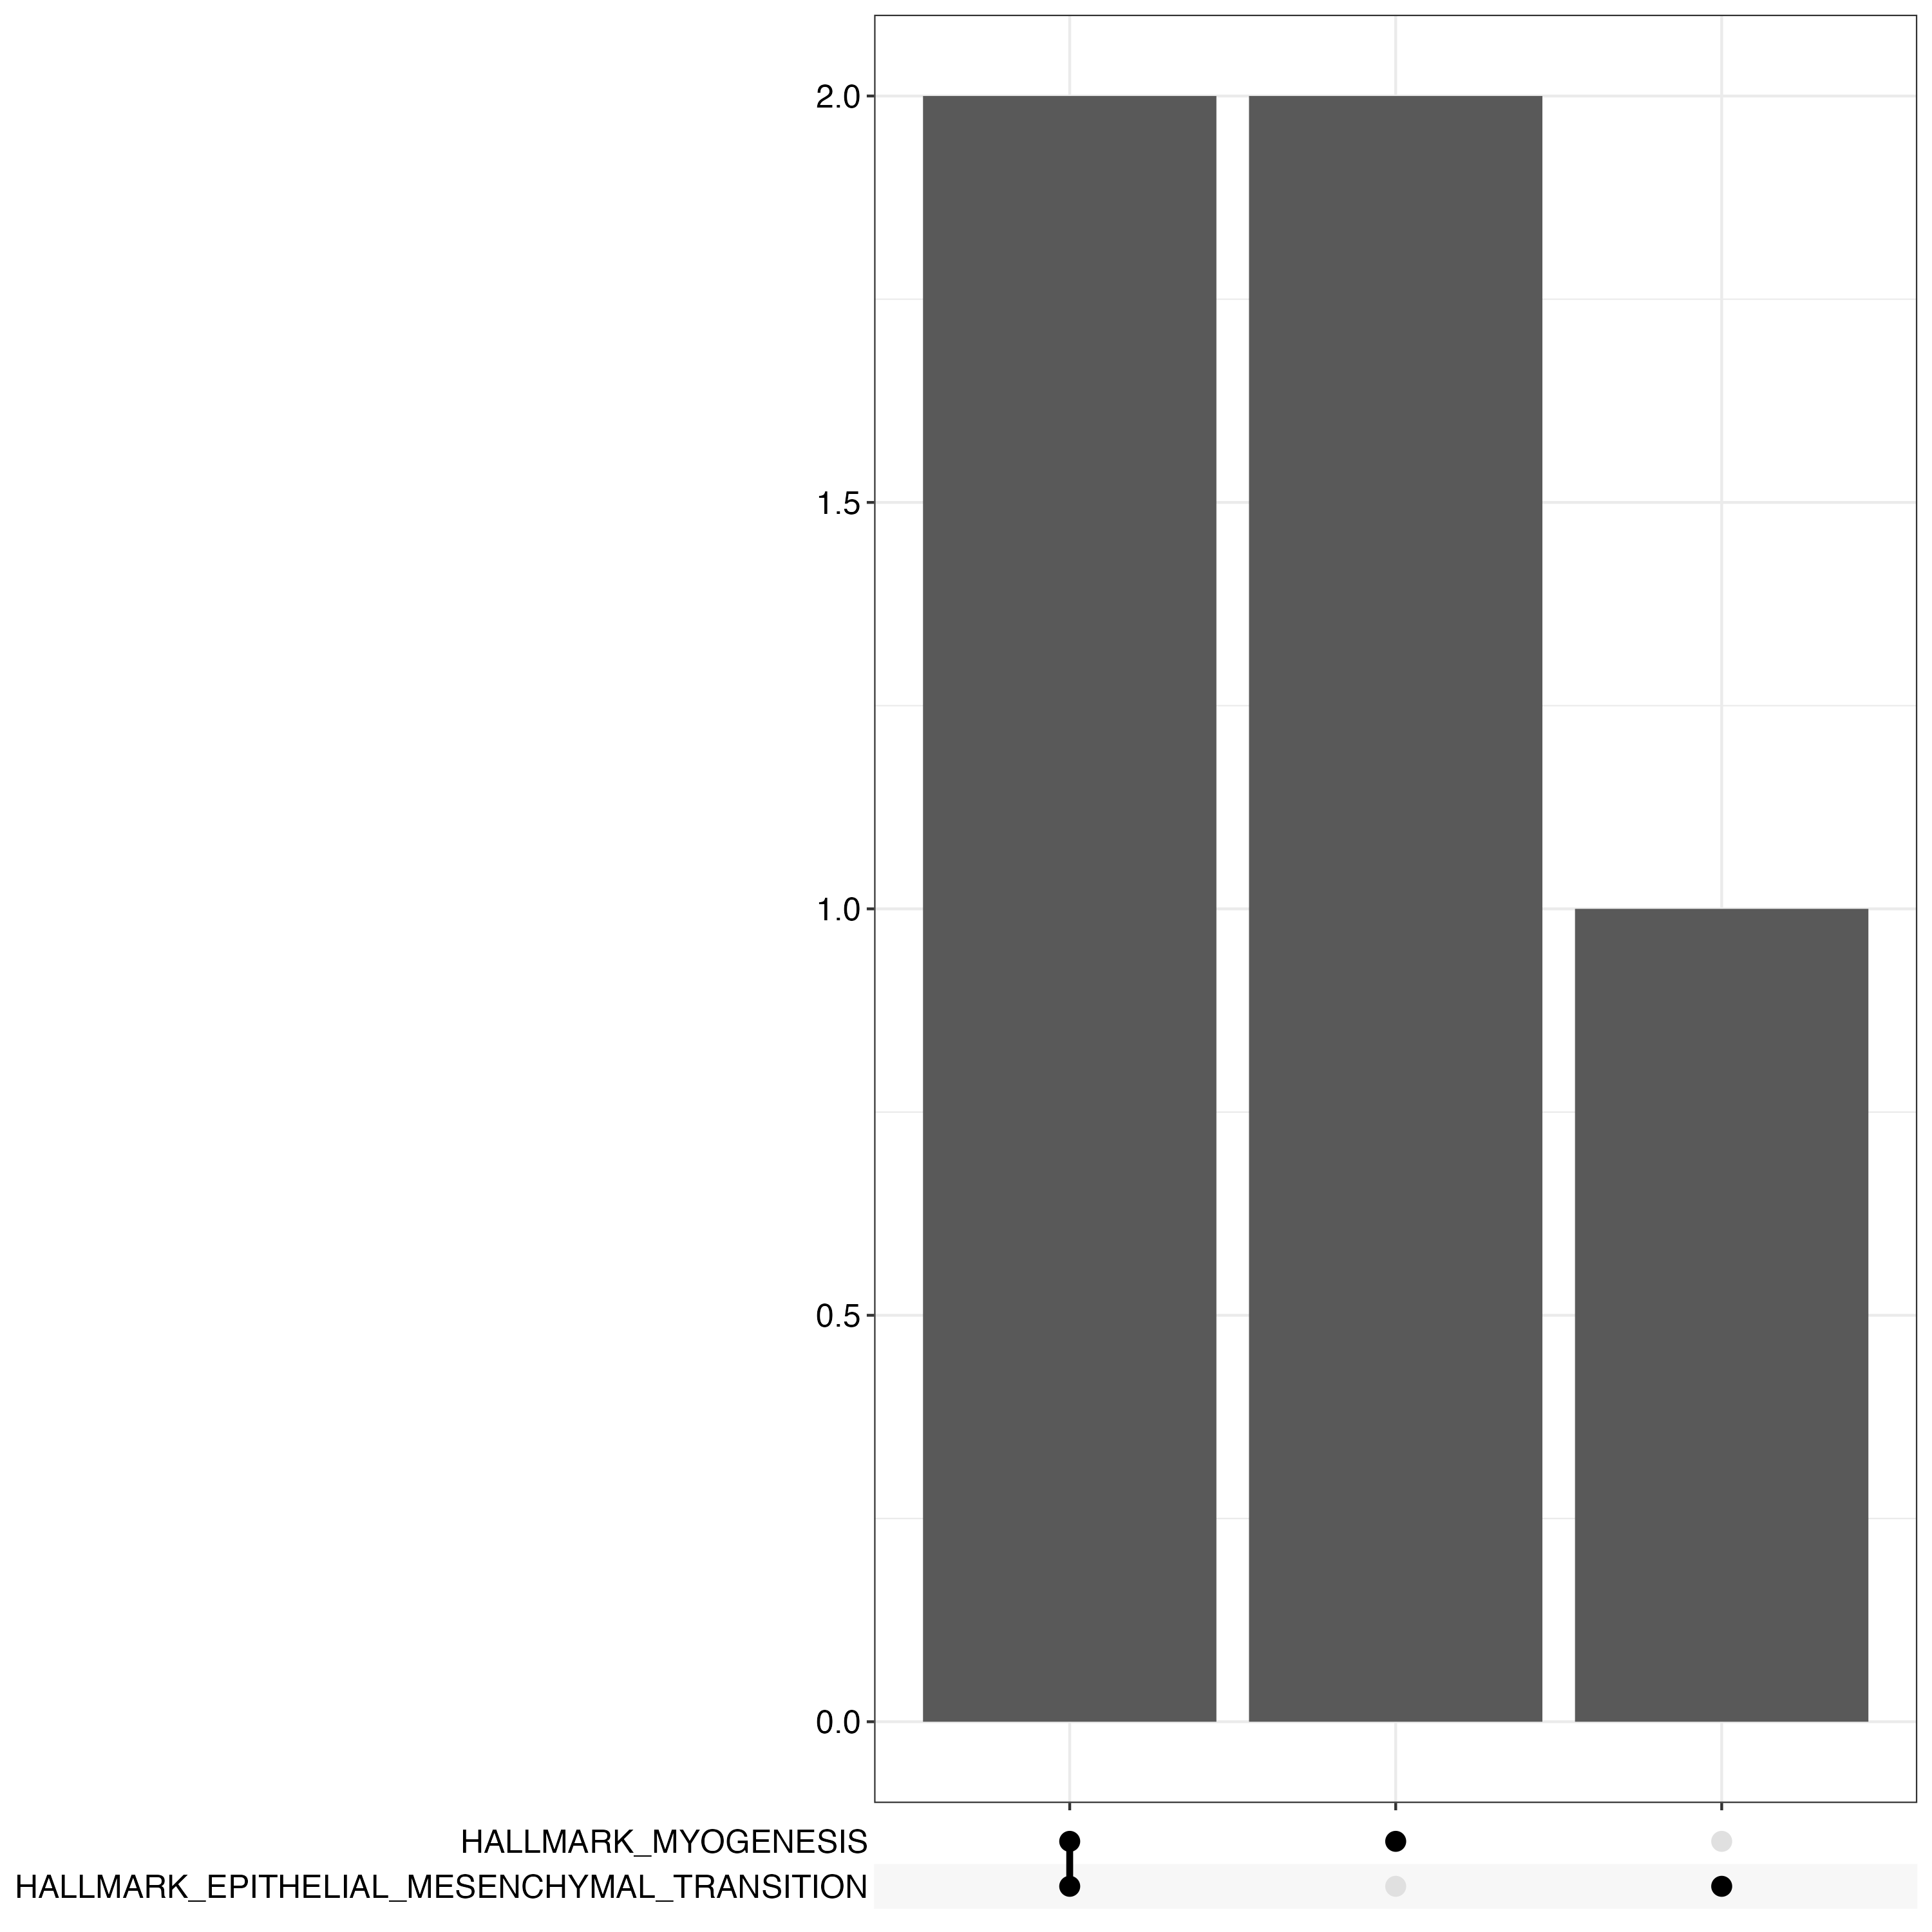 2.0
1.5
1.0
0.5
0.0
HALLMARK_MYOGENESIS
HALLMARK_EPITHELIAL_MESENCHYMAL_TRANSITION